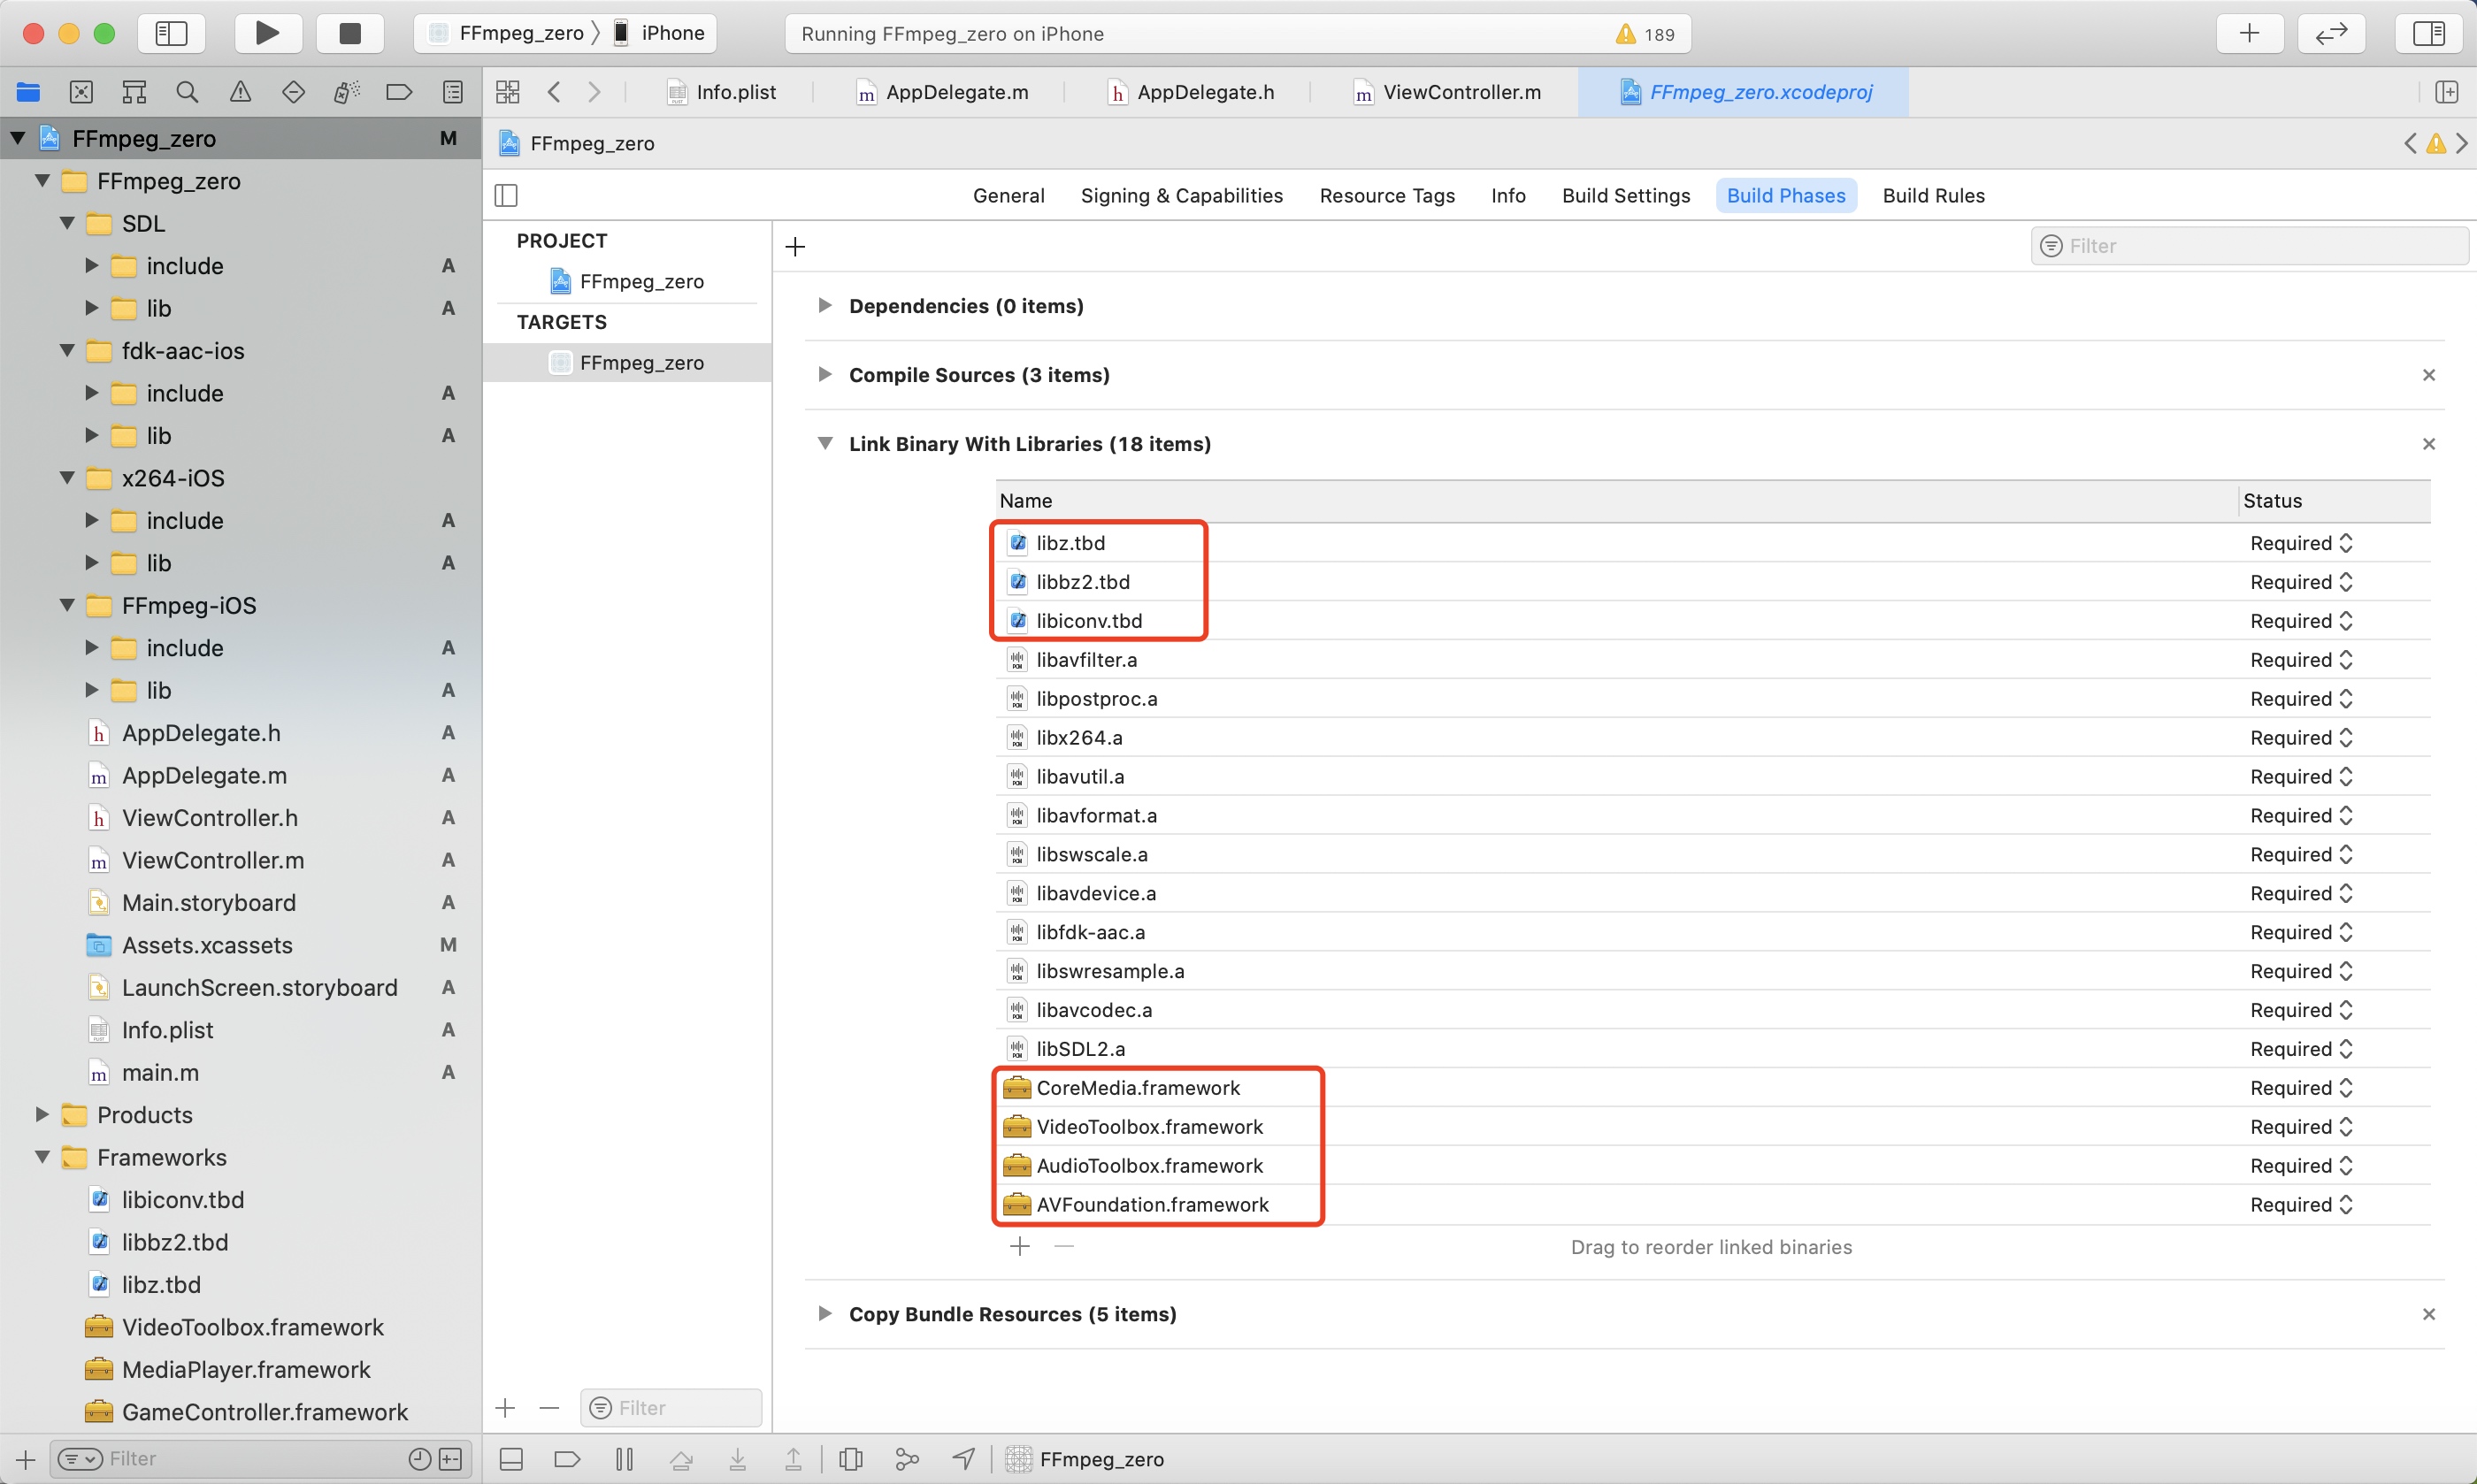 FFmpeg_zero 〉 iPhone
Running FFmpeg_zero on iPhone
189
Info.plist
AppDelegate.m
AppDelegate.h
ViewController.m
FFmpeg_zero.xcodeproj
FFmpeg_zero M
FFmpeg_zero
SDL
include A
lib A
fdk-aac-ios
include A
lib A
x264-iOS
include A
lib A
FFmpeg-iOS
include A
lib A
AppDelegate.h A
AppDelegate.m A
ViewController.h A
ViewController.m A
Main.storyboard A
Assets.xcassets M
LaunchScreen.storyboard A
Info.plist A
main.m A
Products
Frameworks
libiconv.tbd
libbz2.tbd
libz.tbd
VideoToolbox.framework
MediaPlayer.framework
GameController.framework
Filter
FFmpeg_zero
General
Signing & Capabilities
Resource Tags
Info
Build Settings
Build Phases
Build Rules
PROJECT
FFmpeg_zero
TARGETS
FFmpeg_zero
Filter
Filter
Dependencies (0 items)
Compile Sources (3 items)
Link Binary With Libraries (18 items)
Name Status
libz.tbd Required
libbz2.tbd Required
libiconv.tbd Required
libavfilter.a Required
libpostproc.a Required
libx264.a Required
libavutil.a Required
libavformat.a Required
libswscale.a Required
libavdevice.a Required
libfdk-aac.a Required
libswresample.a Required
libavcodec.a Required
libSDL2.a Required
CoreMedia.framework Required
VideoToolbox.framework Required
AudioToolbox.framework Required
AVFoundation.framework Required
Drag to reorder linked binaries
Copy Bundle Resources (5 items)
FFmpeg_zero